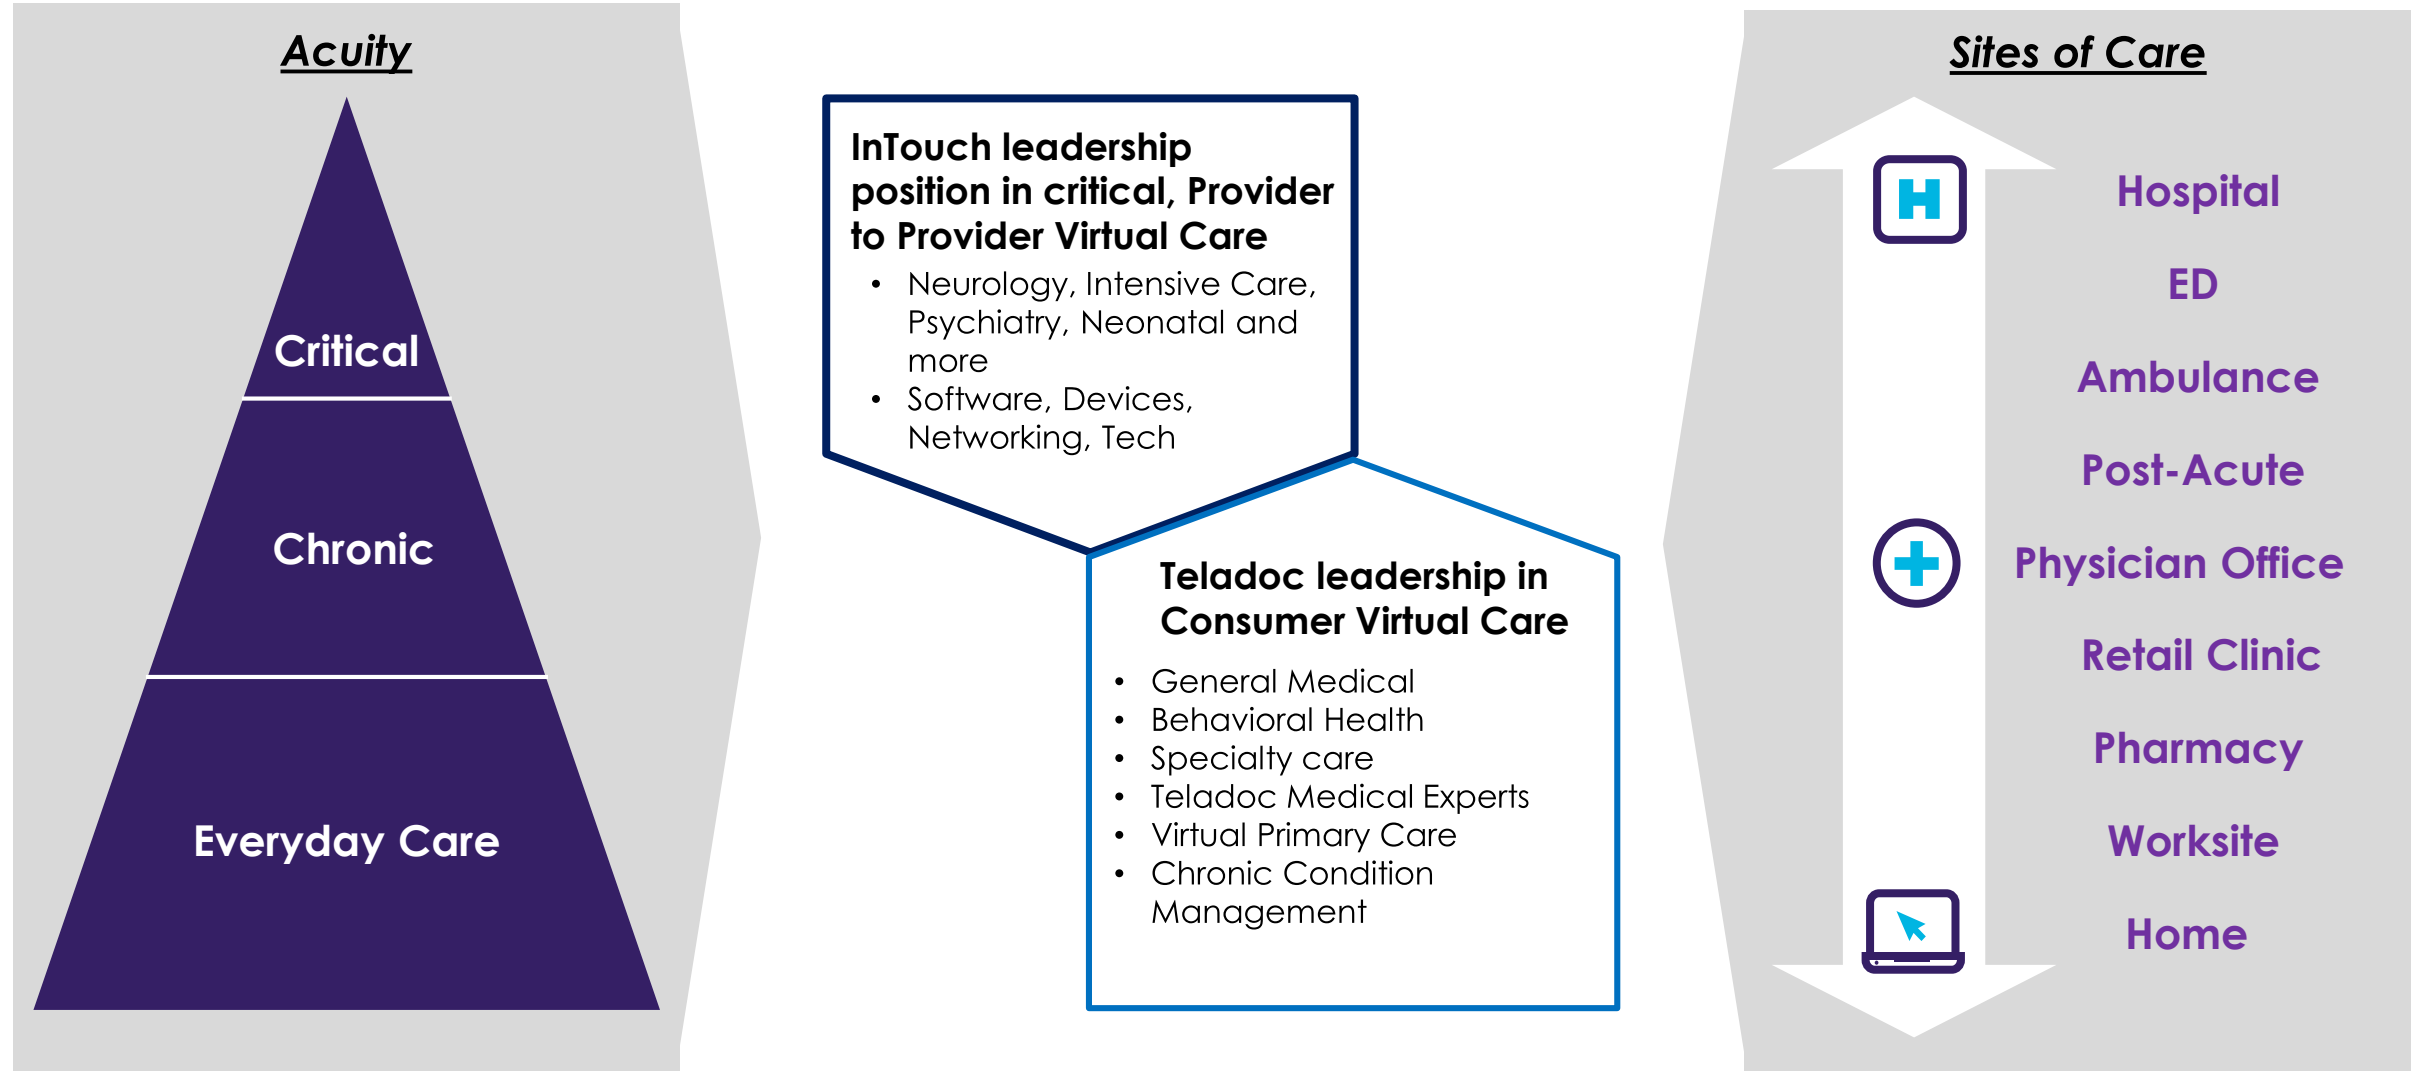 Acuity
Critical
Chronic
Everyday Care
InTouch leadership
position in critical, Provider
to Provider Virtual Care
• Neurology, Intensive Care,
Psychiatry, Neonatal and
more
• Software, Devices,
Networking, Tech
Teladoc leadership in
Consumer Virtual Care
• General Medical
• Behavioral Health
• Specialty care
• Teladoc Medical Experts
• Virtual Primary Care
• Chronic Condition
Management
Sites of Care
H
Hospital
ED
Ambulance
Post-Acute
Physician Office
Retail Clinic
Pharmacy
Worksite
Home